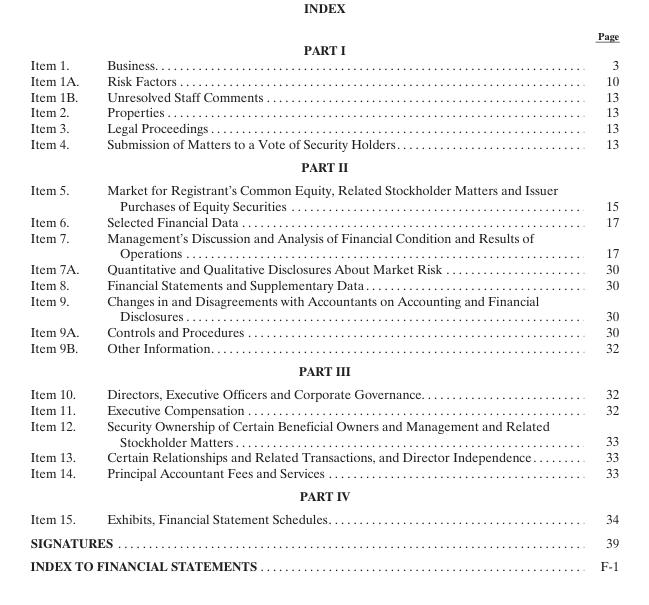 INDEX
Page
PART I
Item 1. Business. 3
Item 1A. Risk Factors 10
Item 1B. Unresolved Staff Comments 13
Item 2. Properties 13
Item 3. Legal Proceedings 13
Item 4. Submission of Matters to a Vote of Security Holders 13
PART II
Item 5. Market for Registrant's Common Equity, Related Stockholder Matters and Issuer
Purchases of Equity Securities 15
Item 6. Selected Financial Data 17
Item 7. Management's Discussion and Analysis of Financial Condition and Results of
Operations 17
Item 7A. Quantitative and Qualitative Disclosures About Market Risk 30
Item 8. Financial Statements and Supplementary Data 30
Item 9. Changes in and Disagreements with Accountants on Accounting and Financial
Disclosures 30
Item 9A. Controls and Procedures 30
Item 9B. Other Information. 32
PART III
Item 10. Directors, Executive Officers and Corporate Governance. 32
Item 11. Executive Compensation 32
Item 12. Security Ownership of Certain Beneficial Owners and Management and Related
Stockholder Matters 33
Item 13. Certain Relationships and Related Transactions, and Director Independence 33
Item 14. Principal Accountant Fees and Services 33
PART IV
Item 15. Exhibits, Financial Statement Schedules. 34
SIGNATURES 39
INDEX TO FINANCIAL STATEMENTS F-1